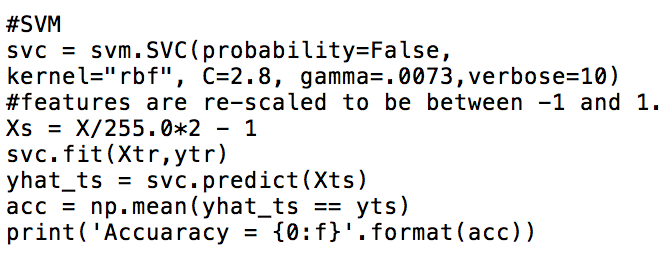 #SVM
svc = svm.SVC(probability=False,
kernel="rbf", C=2.8, gamma=.0073,verbose=10)
#features are re-scaled to be between -1 and 1.
Xs = X/255.0*2 - 1
svc.fit(Xtr,ytr)
yhat_ts = svc.predict(Xts)
acc = np.mean(yhat_ts == yts)
print('Accuaracy = {0:f}'.format(acc))